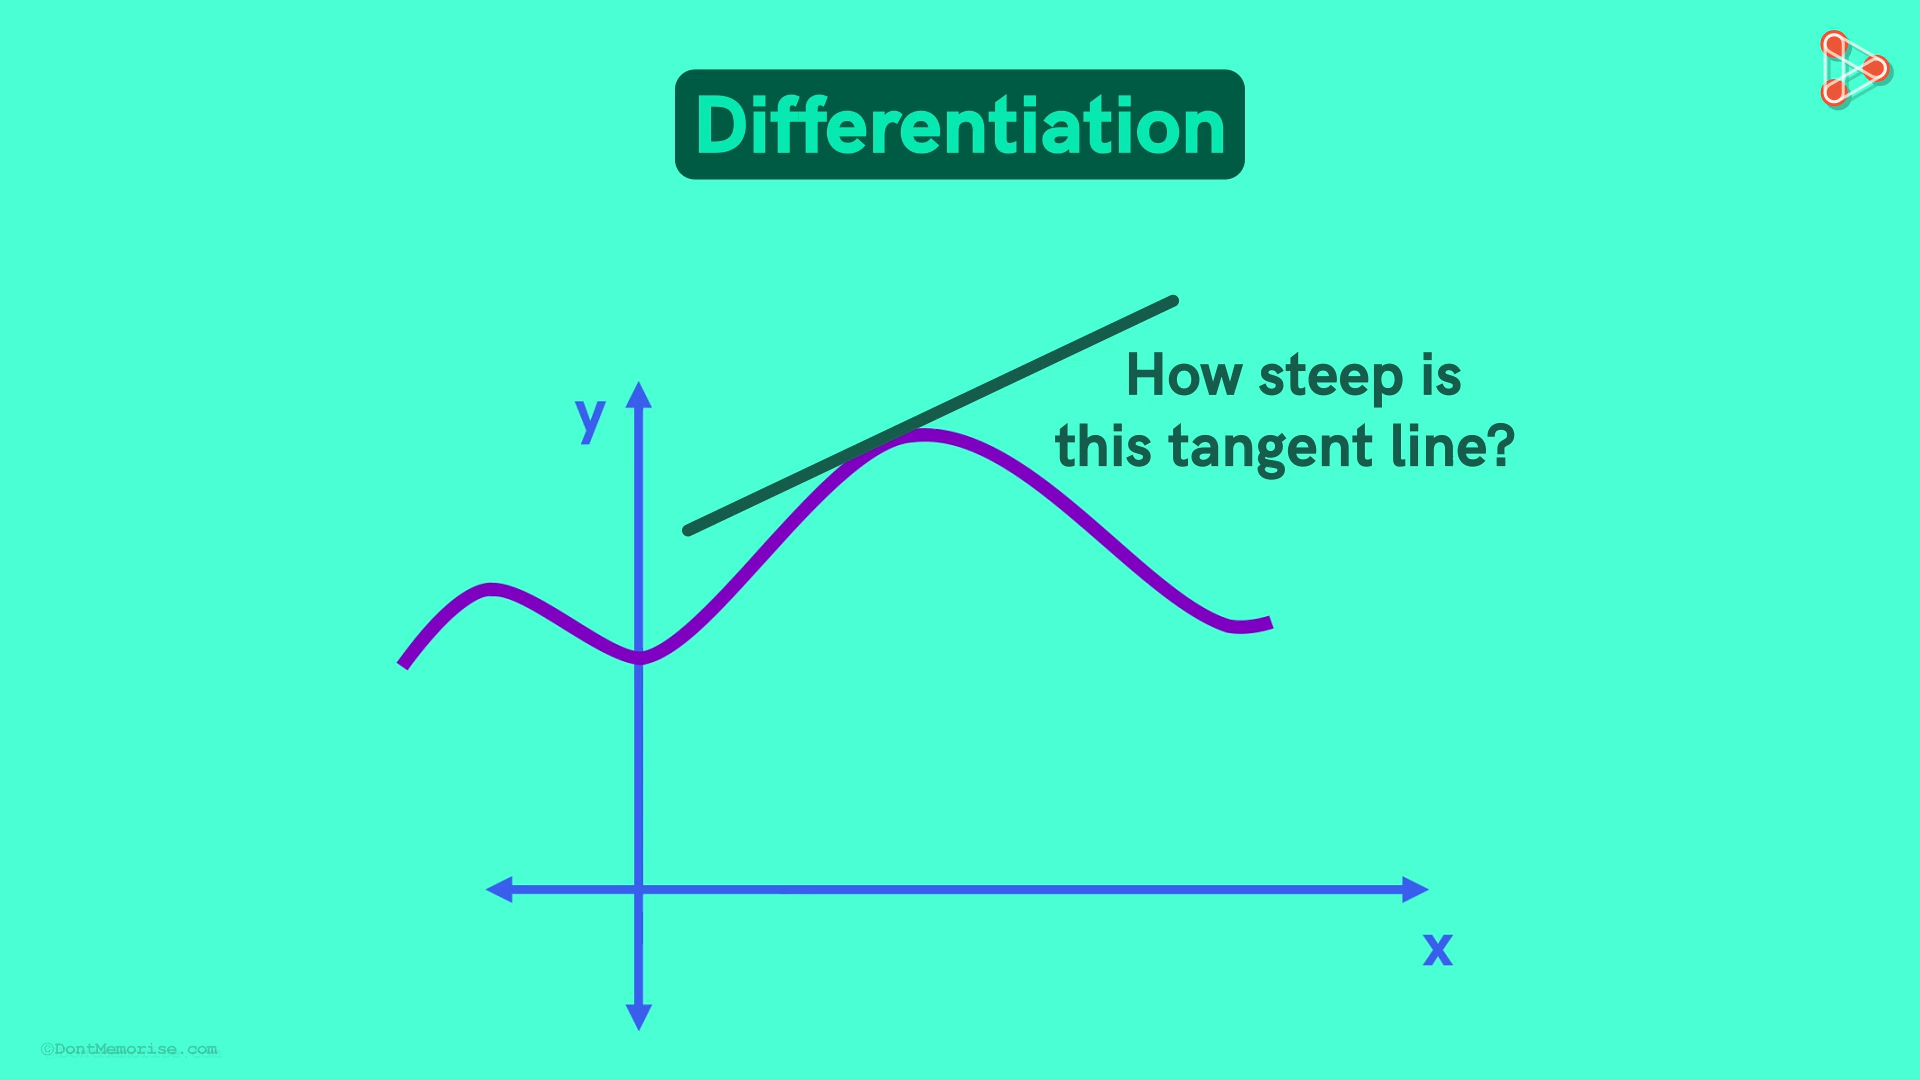 Differentiation
How steep is
this tangent line?
y
x
©DontMemorise.com